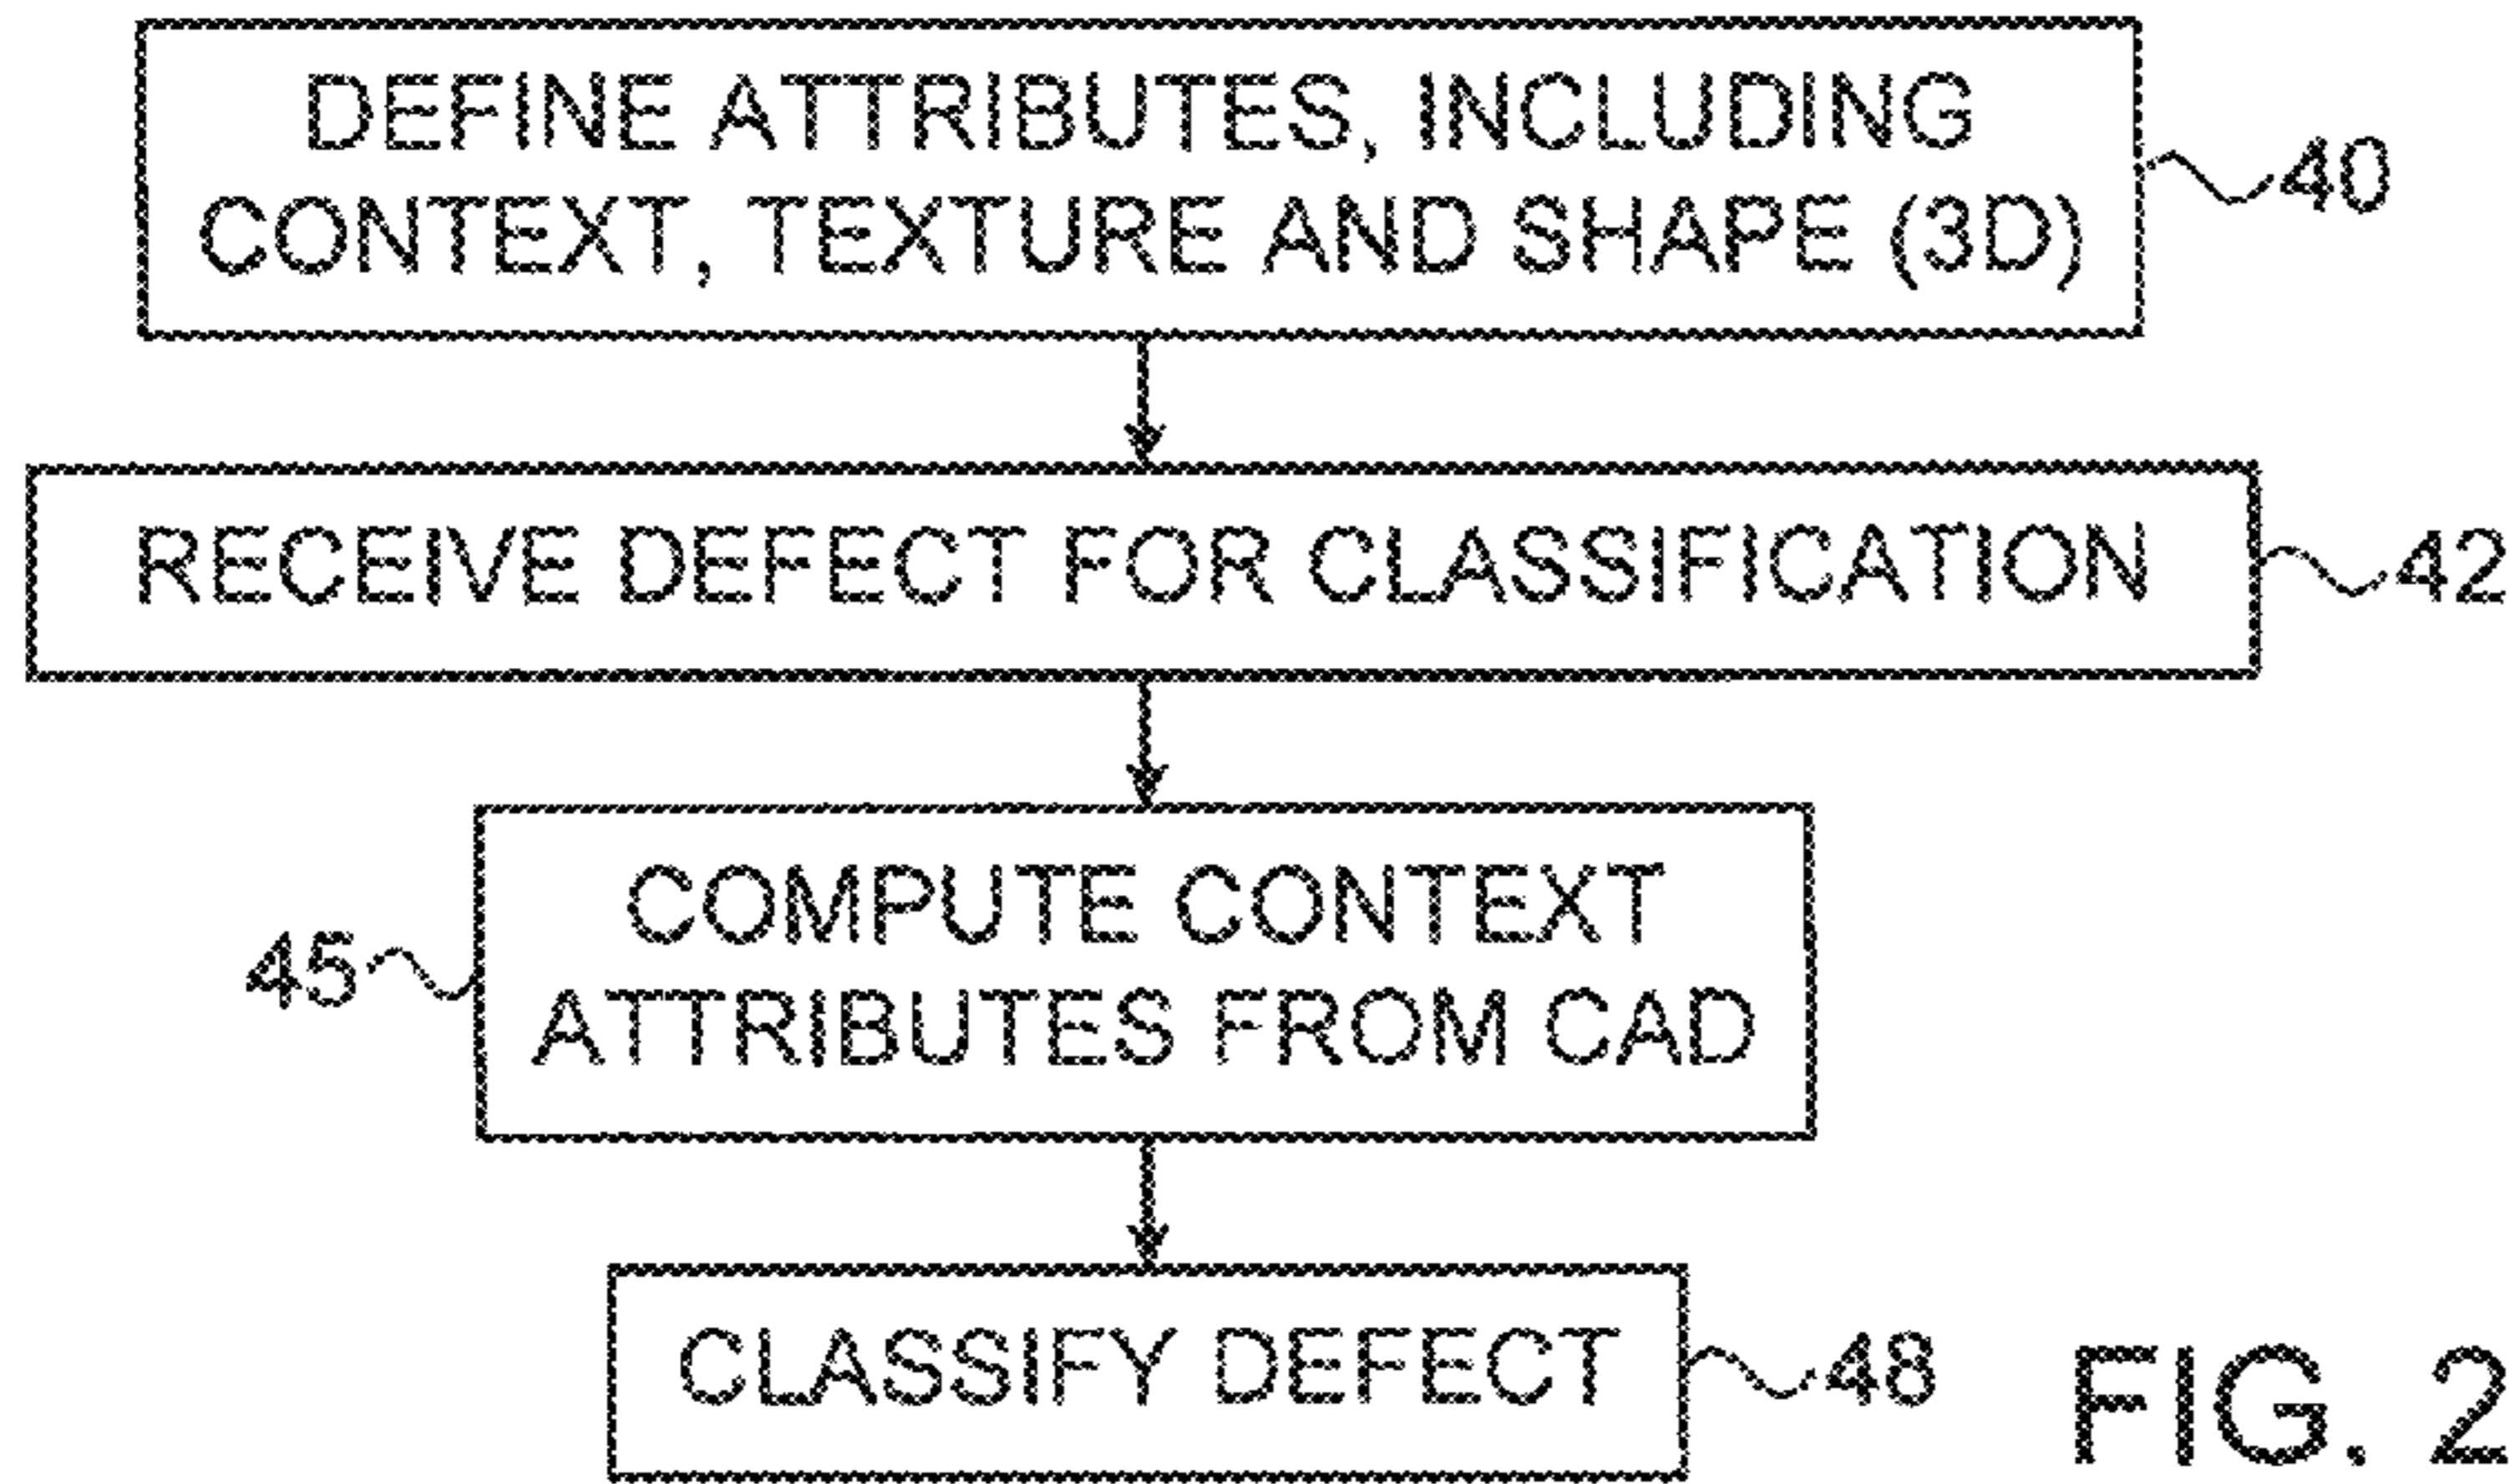 DEFINE ATTRIBUTES, INCLUDING
CONTEXT, TEXTURE AND SHAPE (3D)
40
RECEIVE DEFECT FOR CLASSIFICATION
42
COMPUTE CONTEXT
ATTRIBUTES FROM CAD
45
CLASSIFY DEFECT
48
FIG. 2